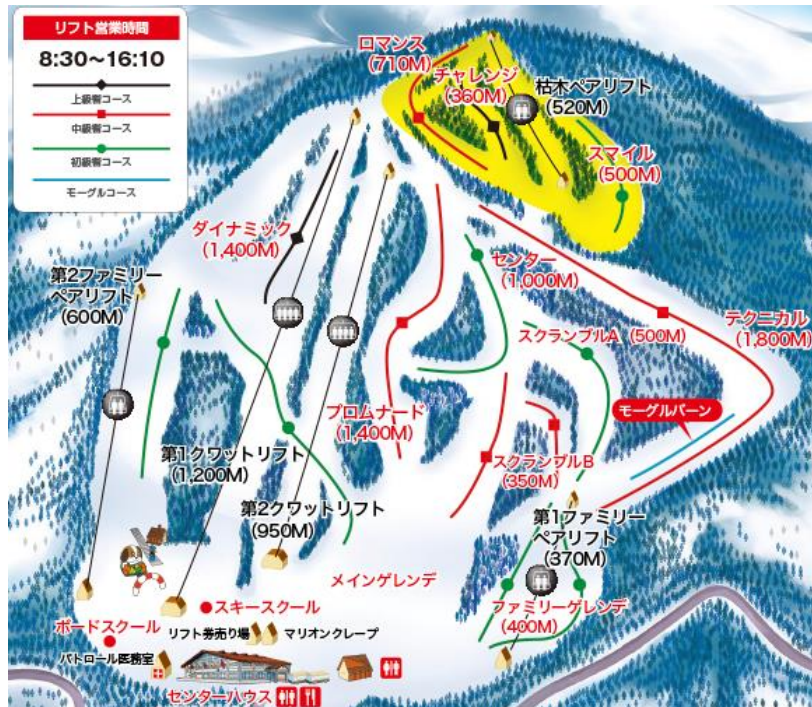 リフト営業時間
8:30〜16:10
上級者コース
中級者コース
初級者コース
モーグルコース
ロマンス
(710M)
チャレンジ
(360M)
枯木ペアリフト
(520M)
スマイル
(500M)
ダイナミック
(1,400M)
第2ファミリー
ペアリフト
(600M)
センター
(1,000M)
スクランブルA (500M)
テクニカル
(1,800M)
モーグルバーン
プロムナード
(1,400M)
第1クワットリフト
(1,200M)
スクランブルB
(350M)
第2クワットリフト
(950M)
第1ファミリー
ペアリフト
(370M)
メインゲレンデ
ファミリーゲレンデ
(400M)
スキースクール
ボードスクール
リフト券売り場
マリオンクレープ
パトロール医務室
センターハウス